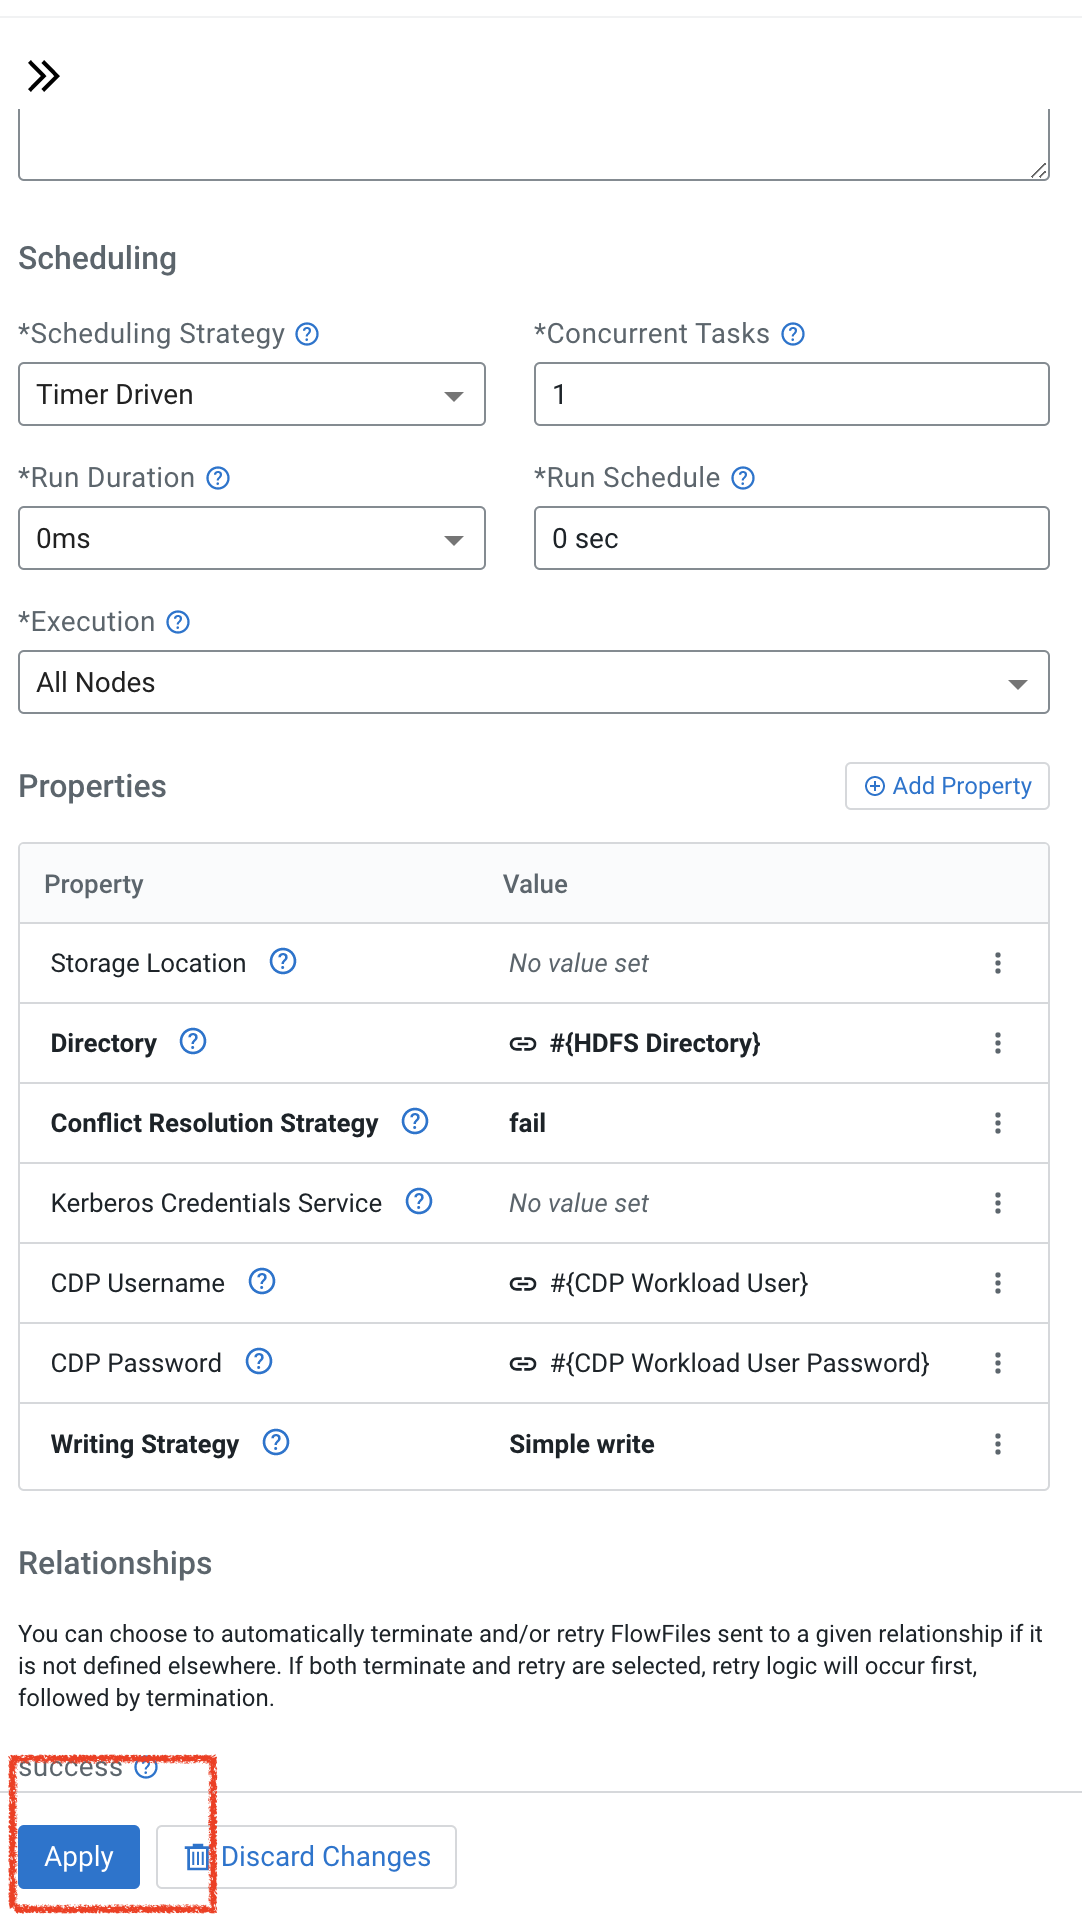 Scheduling
*Scheduling Strategy
*Concurrent Tasks
Timer Driven
1
*Run Duration
*Run Schedule
0ms
0 sec
*Execution
All Nodes
Properties
Add Property
Property Value
Storage Location No value set
Directory #{HDFS Directory}
Conflict Resolution Strategy fail
Kerberos Credentials Service No value set
CDP Username #{CDP Workload User}
CDP Password #{CDP Workload User Password}
Writing Strategy Simple write
Relationships
You can choose to automatically terminate and/or retry FlowFiles sent to a given relationship if it
is not defined elsewhere. If both terminate and retry are selected, retry logic will occur first,
followed by termination.
success
Apply
Discard Changes